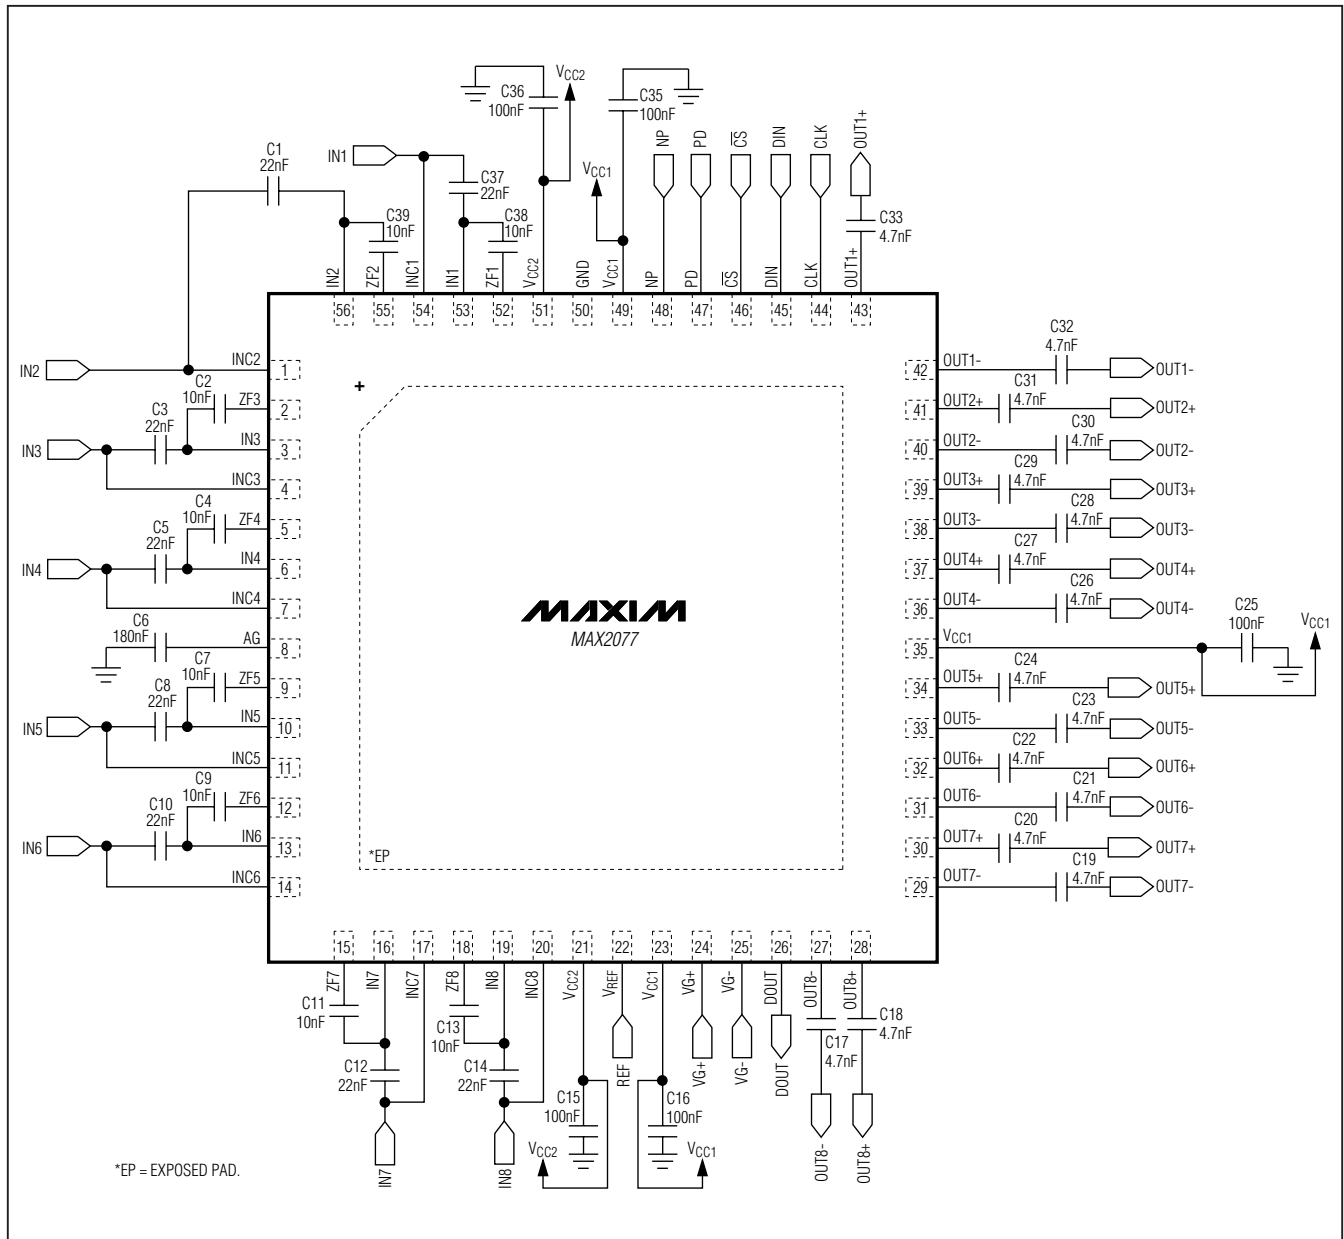 C36
100nF
VCC2
C35
100nF
C1
22nF
IN1
C37
22nF
VCC1
NP
PD
CS
DIN
CLK
OUT1+
C39
10nF
C38
10nF
C33
4.7nF
IN2
ZF2
INC1
IN1
ZF1
VCC2
GND
VCC1
NP
PD
CS
DIN
CLK
OUT1+
56
55
54
53
52
51
50
49
48
47
46
45
44
43
IN2
INC2
1
C2
10nF
ZF3
2
C3
22nF
IN3
IN3
3
INC3
4
C4
10nF
ZF4
5
C5
22nF
IN4
IN4
6
INC4
7
C6
180nF
AG
8
C7
10nF
ZF5
9
C8
22nF
IN5
IN5
10
INC5
11
C9
10nF
ZF6
12
C10
22nF
IN6
IN6
13
INC6
14
+
MAXIM
MAX2077
*EP
42
OUT1-
C32
4.7nF
OUT1-
41
OUT2+
C31
4.7nF
OUT2+
40
OUT2-
C30
4.7nF
OUT2-
39
OUT3+
C29
4.7nF
OUT3+
38
OUT3-
C28
4.7nF
OUT3-
37
OUT4+
C27
4.7nF
OUT4+
36
OUT4-
C26
4.7nF
OUT4-
35
VCC1
C25
100nF
VCC1
34
OUT5+
C24
4.7nF
OUT5+
33
OUT5-
C23
4.7nF
OUT5-
32
OUT6+
C22
4.7nF
OUT6+
31
OUT6-
C21
4.7nF
OUT6-
30
OUT7+
C20
4.7nF
OUT7+
29
OUT7-
C19
4.7nF
OUT7-
15
16
17
18
19
20
21
22
23
24
25
26
27
28
ZF7
IN7
INC7
ZF8
IN8
INC8
VCC2
VREF
VCC1
VG+
VG-
DOUT
OUT8-
OUT8+
C11
10nF
C12
22nF
C13
10nF
C14
22nF
C15
100nF
REF
C16
100nF
VG+
VG-
DOUT
C17
4.7nF
C18
4.7nF
IN7
IN8
VCC2
VCC1
OUT8-
OUT8+
*EP = EXPOSED PAD.